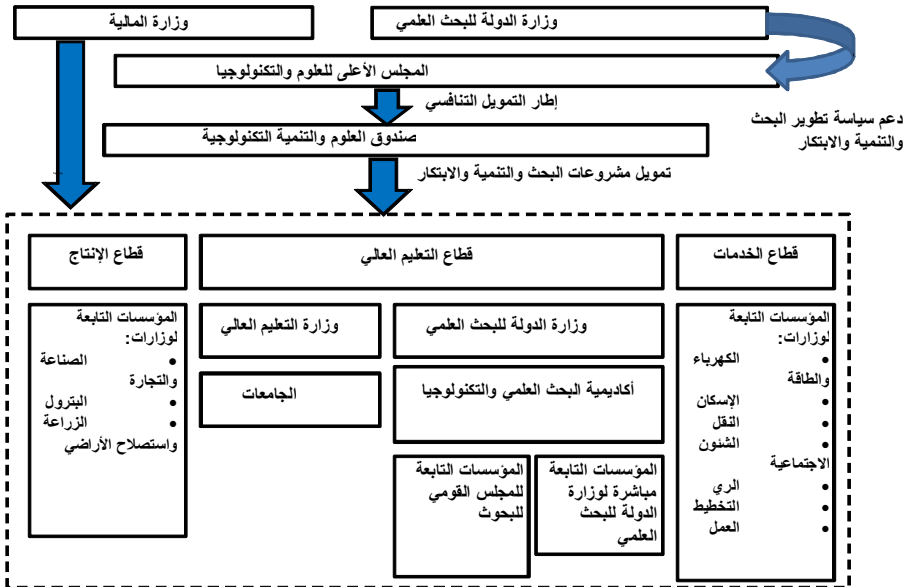 وزارة الدولة للبحث العلمي
وزارة المالية
المجلس الأعلى للعلوم والتكنولوجيا
إطار التمويل التنافسي
دعم سياسة تطوير البحث
والتنمية والابتكار
صندوق العلوم والتنمية التكنولوجية
تمويل مشروعات البحث والتنمية والابتكار
قطاع الخدمات
قطاع التعليم العالي
قطاع الإنتاج
المؤسسات التابعة
لوزارات:
• الكهرباء
والطاقة
• الإسكان
• النقل
• الشئون
الاجتماعية
• الري
• التخطيط
• العمل
وزارة الدولة للبحث العلمي
أكاديمية البحث العلمي والتكنولوجيا
المؤسسات التابعة
مباشرة لوزارة
الدولة للبحث
العلمي
المؤسسات التابعة
للمجلس القومي
للبحوث
وزارة التعليم العالي
الجامعات
المؤسسات التابعة
لوزارات:
• الصناعة
والتجارة
• البترول
• الزراعة
واستصلاح الأراضي